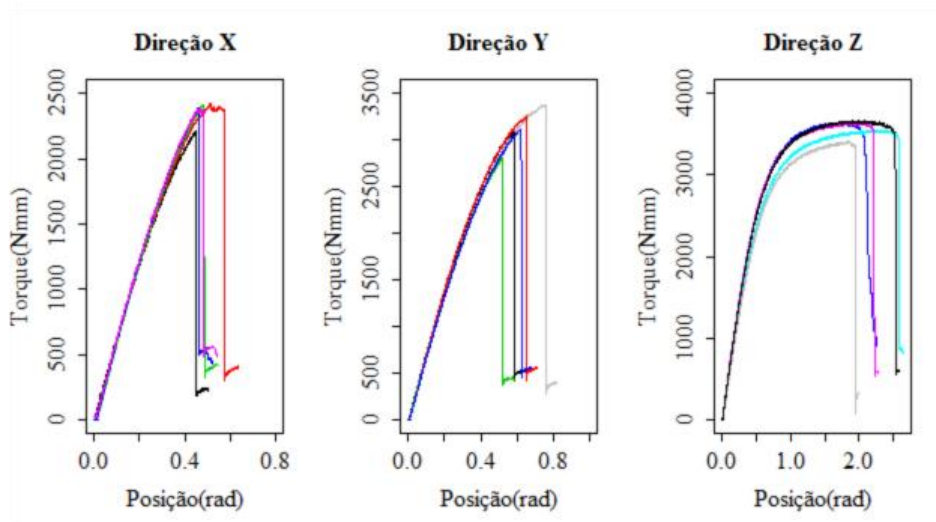 Direção X
Direção Y
Direção Z
Torque(Nmm)
0
500
1000
1500
2000
2500
0.0
0.4
0.8
Posição(rad)
Torque(Nmm)
0
500
1500
2500
3500
0.0
0.4
0.8
Posição(rad)
Torque(Nmm)
0
1000
2000
3000
4000
0.0
1.0
2.0
Posição(rad)